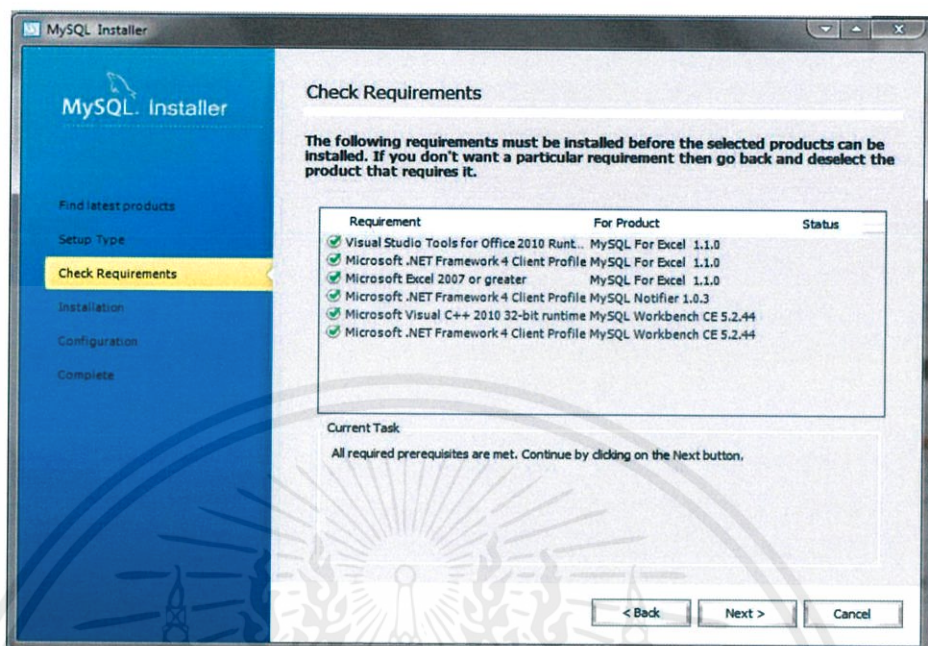 MySQL Installer
MySQL. Installer
Find latest products
Setup Type
Check Requirements
Installation
Configuration
Complete
Check Requirements
The following requirements must be installed before the selected products can be
installed. If you don't want a particular requirement then go back and deselect the
product that requires it.
Requirement For Product Status
Visual Studio Tools for Office 2010 Runt... MySQL For Excel 1.1.0
Microsoft .NET Framework 4 Client Profile MySQL For Excel 1.1.0
Microsoft Excel 2007 or greater MySQL For Excel 1.1.0
Microsoft .NET Framework 4 Client Profile MySQL Notifier 1.0.3
Microsoft Visual C++ 2010 32-bit runtime MySQL Workbench CE 5.2.44
Microsoft .NET Framework 4 Client Profile MySQL Workbench CE 5.2.44
Current Task
All required prerequisites are met. Continue by clicking on the Next button.
< Back Next > Cancel